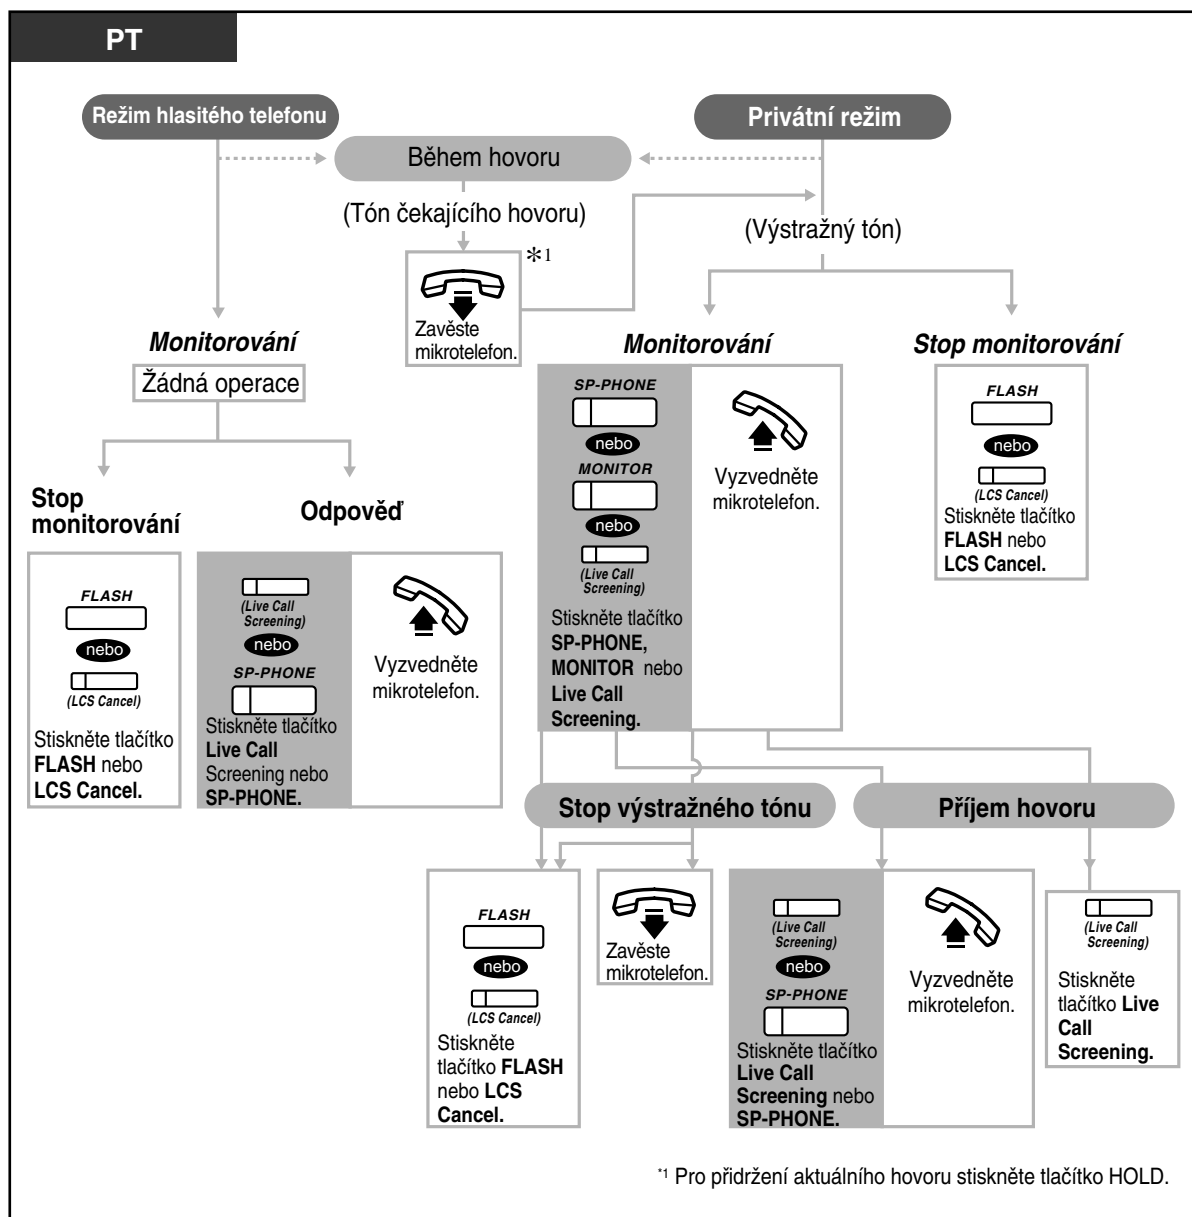 PT
Režim hlasitého telefonu
Privátní režim
Během hovoru
(Tón čekajícího hovoru)
(Výstražný tón)
*1
Zavěste
mikrotelefon.
Monitorování
Žádná operace
Monitorování
Stop monitorování
SP-PHONE
nebo
MONITOR
nebo
(Live Call
Screening)
Stiskněte tlačítko
SP-PHONE,
MONITOR nebo
Live Call
Screening.
Vyzvedněte
mikrotelefon.
FLASH
nebo
(LCS Cancel)
Stiskněte tlačítko
FLASH nebo
LCS Cancel.
Stop
monitorování
Odpověď
FLASH
nebo
(LCS Cancel)
Stiskněte tlačítko
FLASH nebo
LCS Cancel.
(Live Call
Screening)
nebo
SP-PHONE
Stiskněte tlačítko
Live Call
Screening nebo
SP-PHONE.
Vyzvedněte
mikrotelefon.
Stop výstražného tónu
Příjem hovoru
FLASH
nebo
(LCS Cancel)
Stiskněte
tlačítko FLASH
nebo LCS
Cancel.
Zavěste
mikrotelefon.
(Live Call
Screening)
nebo
SP-PHONE
Stiskněte tlačítko
Live Call
Screening nebo
SP-PHONE.
Vyzvedněte
mikrotelefon.
(Live Call
Screening)
Stiskněte
tlačítko Live
Call
Screening.
*1 Pro přidržení aktuálního hovoru stiskněte tlačítko HOLD.